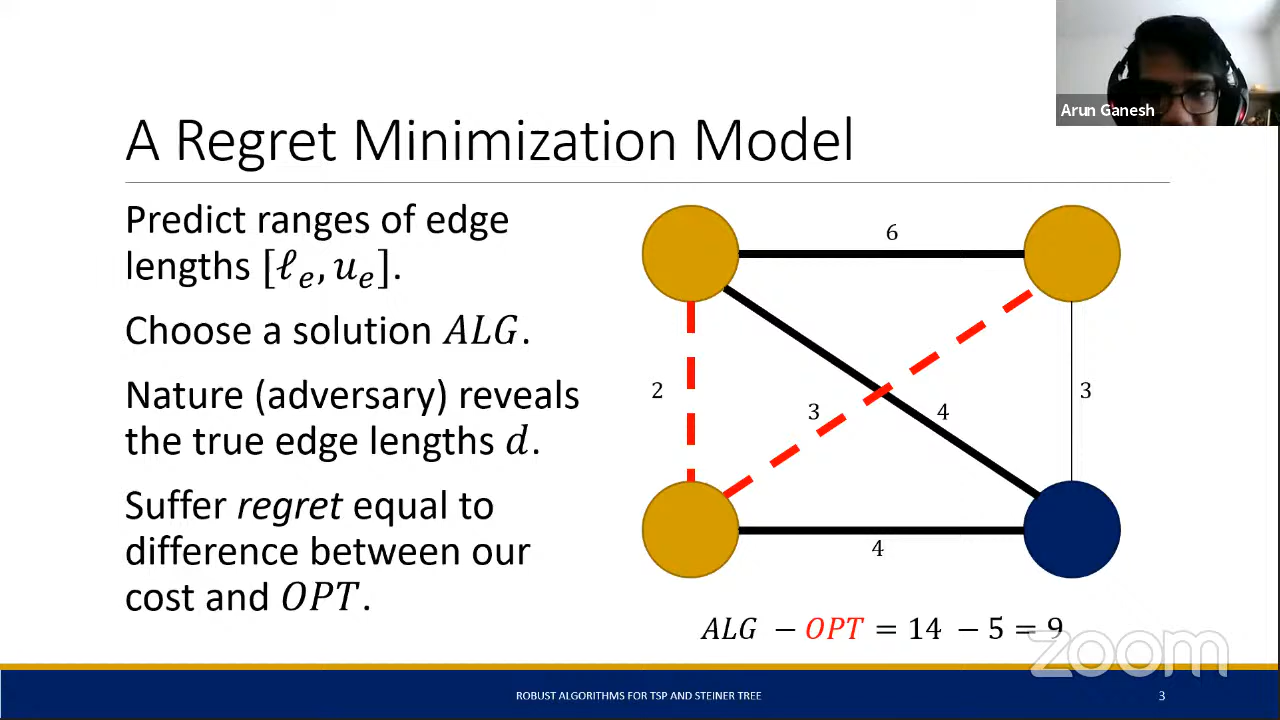 Arun Ganesh
A Regret Minimization Model
Predict ranges of edge
lengths [ℓₑ, uₑ].
Choose a solution ALG.
Nature (adversary) reveals
the true edge lengths d.
Suffer regret equal to
difference between our
cost and OPT.
6
2
3
4
3
4
ALG − OPT = 14 − 5 = 9
zoom
ROBUST ALGORITHMS FOR TSP AND STEINER TREE
3